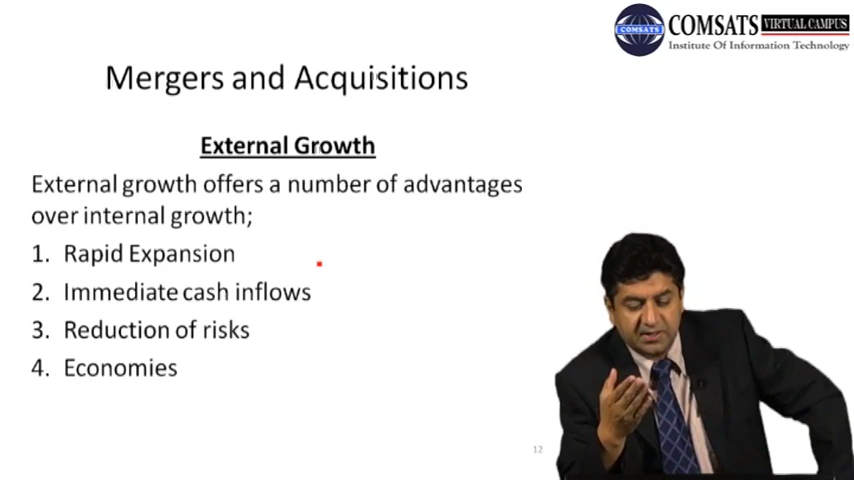 COMSATS
COMSATS VIRTUAL CAMPUS
Institute Of Information Technology
Mergers and Acquisitions
External Growth
External growth offers a number of advantages
over internal growth;
1. Rapid Expansion
2. Immediate cash inflows
3. Reduction of risks
4. Economies
12